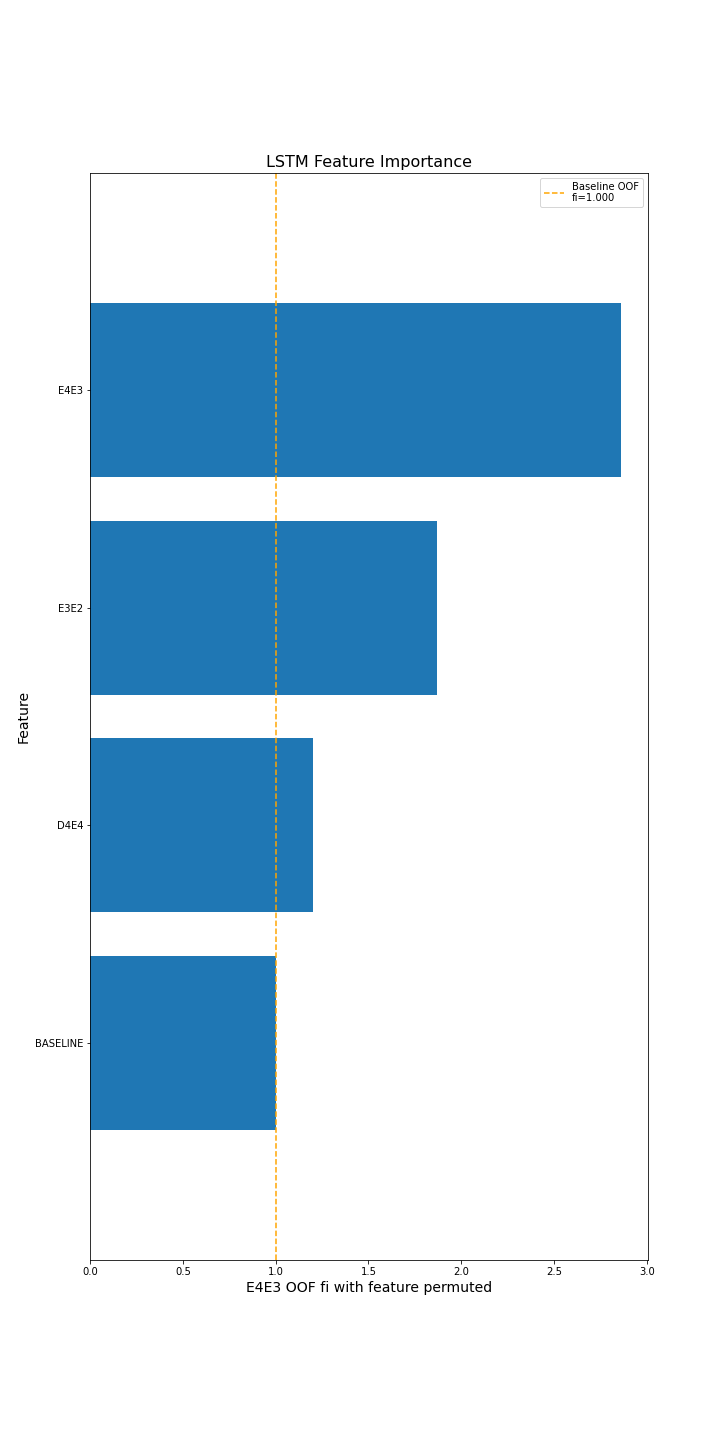 LSTM Feature Importance
Baseline OOF
fi=1.000
E4E3
E3E2
Feature
D4E4
BASELINE
0.0 0.5 1.0 1.5 2.0 2.5 3.0
E4E3 OOF fi with feature permuted